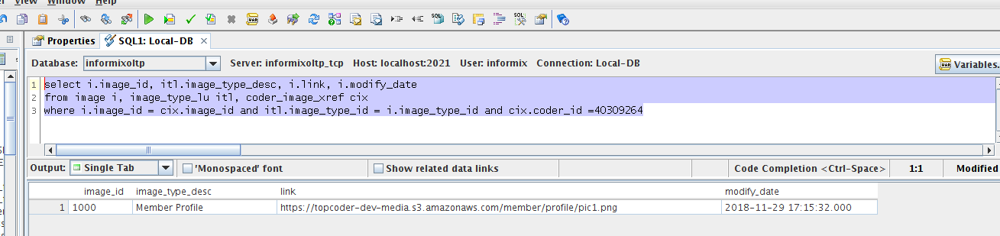 View Window Help
SQL
SQL
Properties SQL1: Local-DB ×
Database: informixoltp Server: informixoltp_tcp Host: localhost:2021 User: informix Connection: Local-DB Variables.
1 select i.image_id, itl.image_type_desc, i.link, i.modify_date
2 from image i, image_type_lu itl, coder_image_xref cix
3 where i.image_id = cix.image_id and itl.image_type_id = i.image_type_id and cix.coder_id =40309264
Output: Single Tab 'Monospaced' font Show related data links Code Completion <Ctrl-Space> 1:1 Modified
image_id image_type_desc link modify_date
1 1000 Member Profile https://topcoder-dev-media.s3.amazonaws.com/member/profile/pic1.png 2018-11-29 17:15:32.000